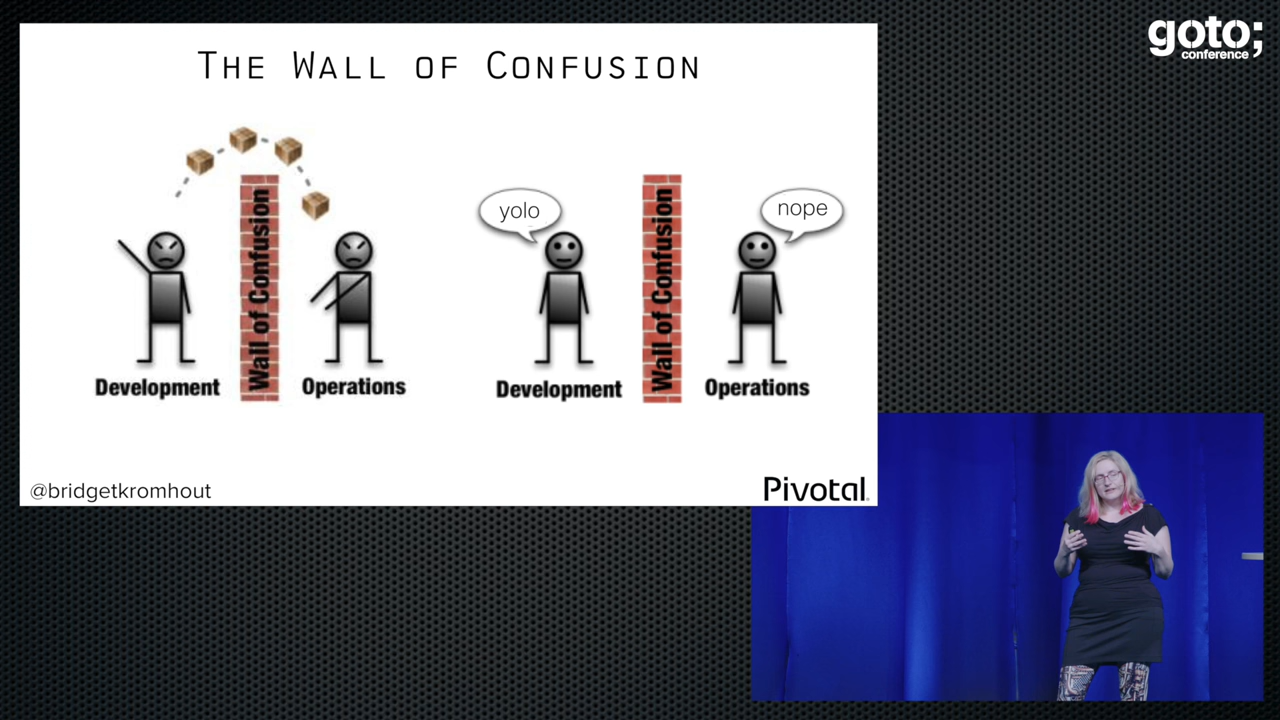 The Wall of Confusion
goto;
conference
yolo
nope
Wall of Confusion
Wall of Confusion
Development
Operations
Development
Operations
@bridgetkromhout
Pivotal